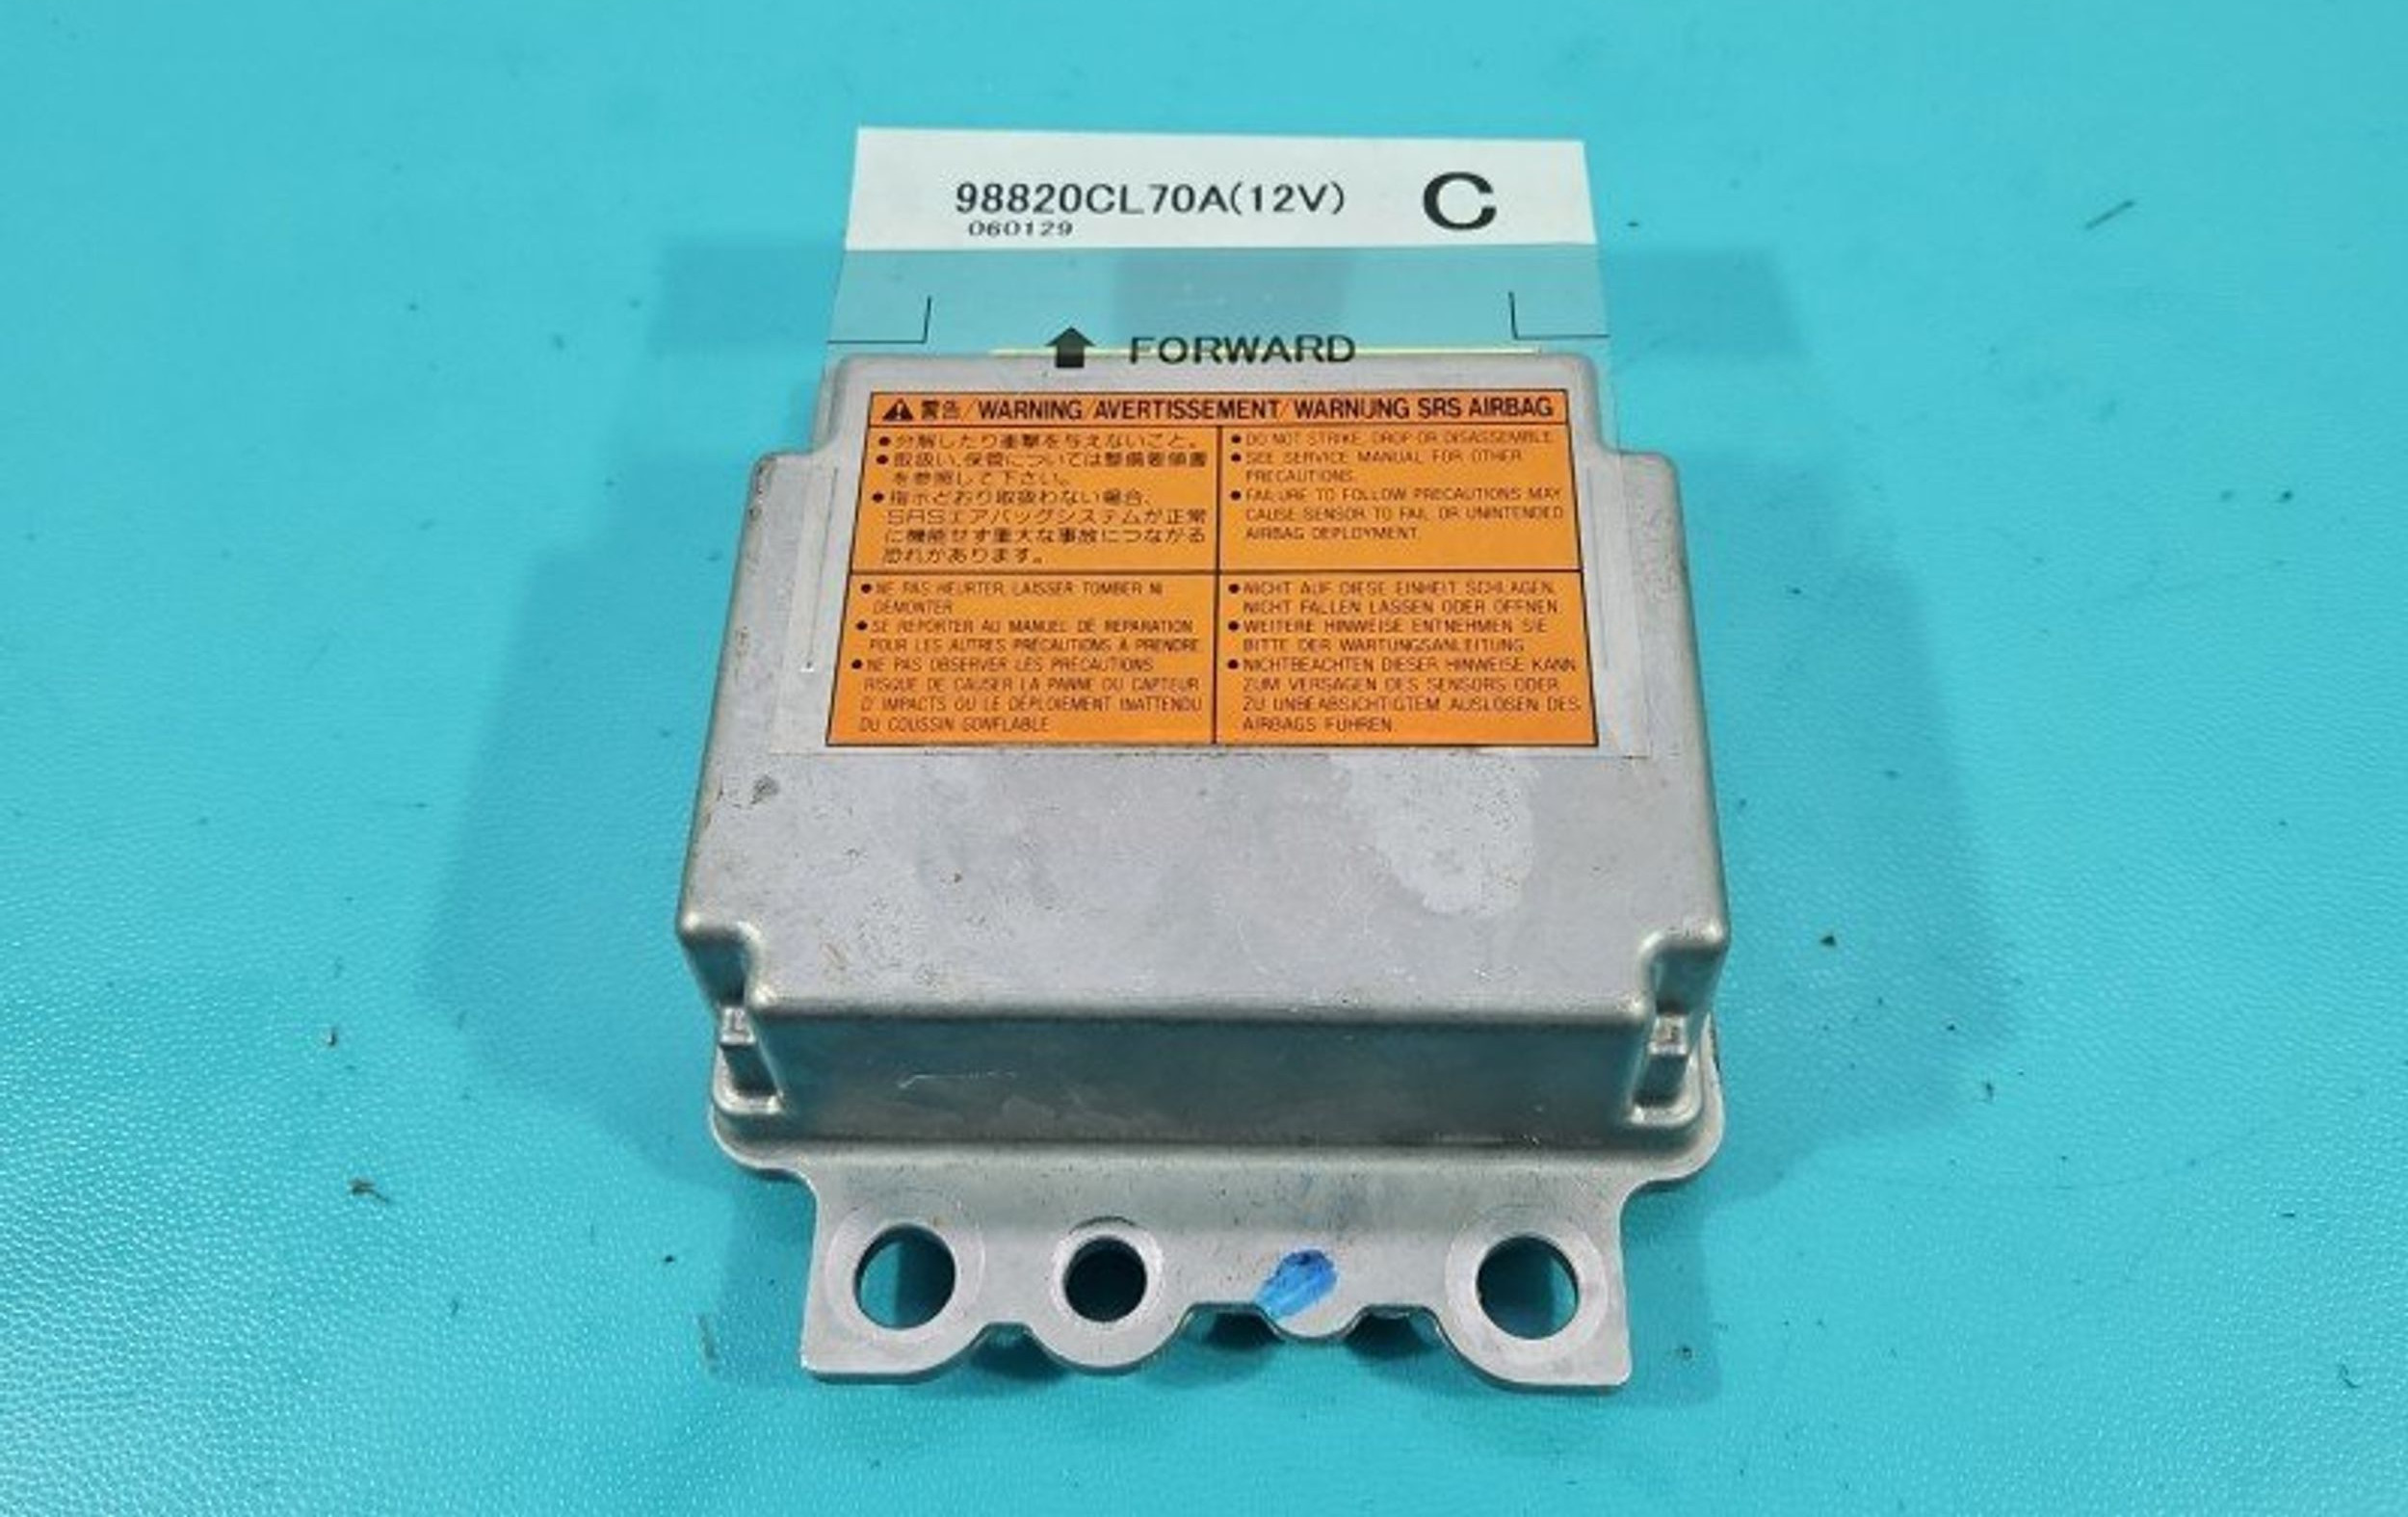 98820CL70A(12V) C
060129
FORWARD
警告/WARNING/AVERTISSEMENT/WARNUNG SRS AIRBAG
●分解したり衝撃を与えないこと。
●取扱い、保管については整備要領書
を参照して下さい。
●指示どおり取扱わない場合、
SRSエアバッグシステムが正常
に機能せず重大な事故につながる
恐れがあります。
●DO NOT STRIKE, DROP OR DISASSEMBLE.
●SEE SERVICE MANUAL FOR OTHER
PRECAUTIONS.
●FAILURE TO FOLLOW PRECAUTIONS MAY
CAUSE SENSOR TO FAIL OR UNINTENDED
AIRBAG DEPLOYMENT.
●NE PAS HEURTER, LAISSER TOMBER NI
DEMONTER
●SE REPORTER AU MANUEL DE REPARATION
POUR LES AUTRES PRÉCAUTIONS À PRENDRE
●NE PAS OBSERVER LES PRÉCAUTIONS
RISQUE DE CAUSER LA PANNE DU CAPTEUR
D'IMPACTS OU LE DEPLOIEMENT INATTENDU
DU COUSSIN GONFLABLE
●NICHT AUF DIESE EINHEIT SCHLAGEN,
NICHT FALLEN LASSEN ODER ÖFFNEN
●WEITERE HINWEISE ENTNEHMEN SIE
BITTE DER WARTUNGSANLEITUNG
●NICHTBEACHTEN DIESER HINWEISE KANN
ZUM VERSAGEN DES SENSORS ODER
ZU UNBEABSICHTIGTEM AUSLÖSEN DES
AIRBAGS FÜHREN.